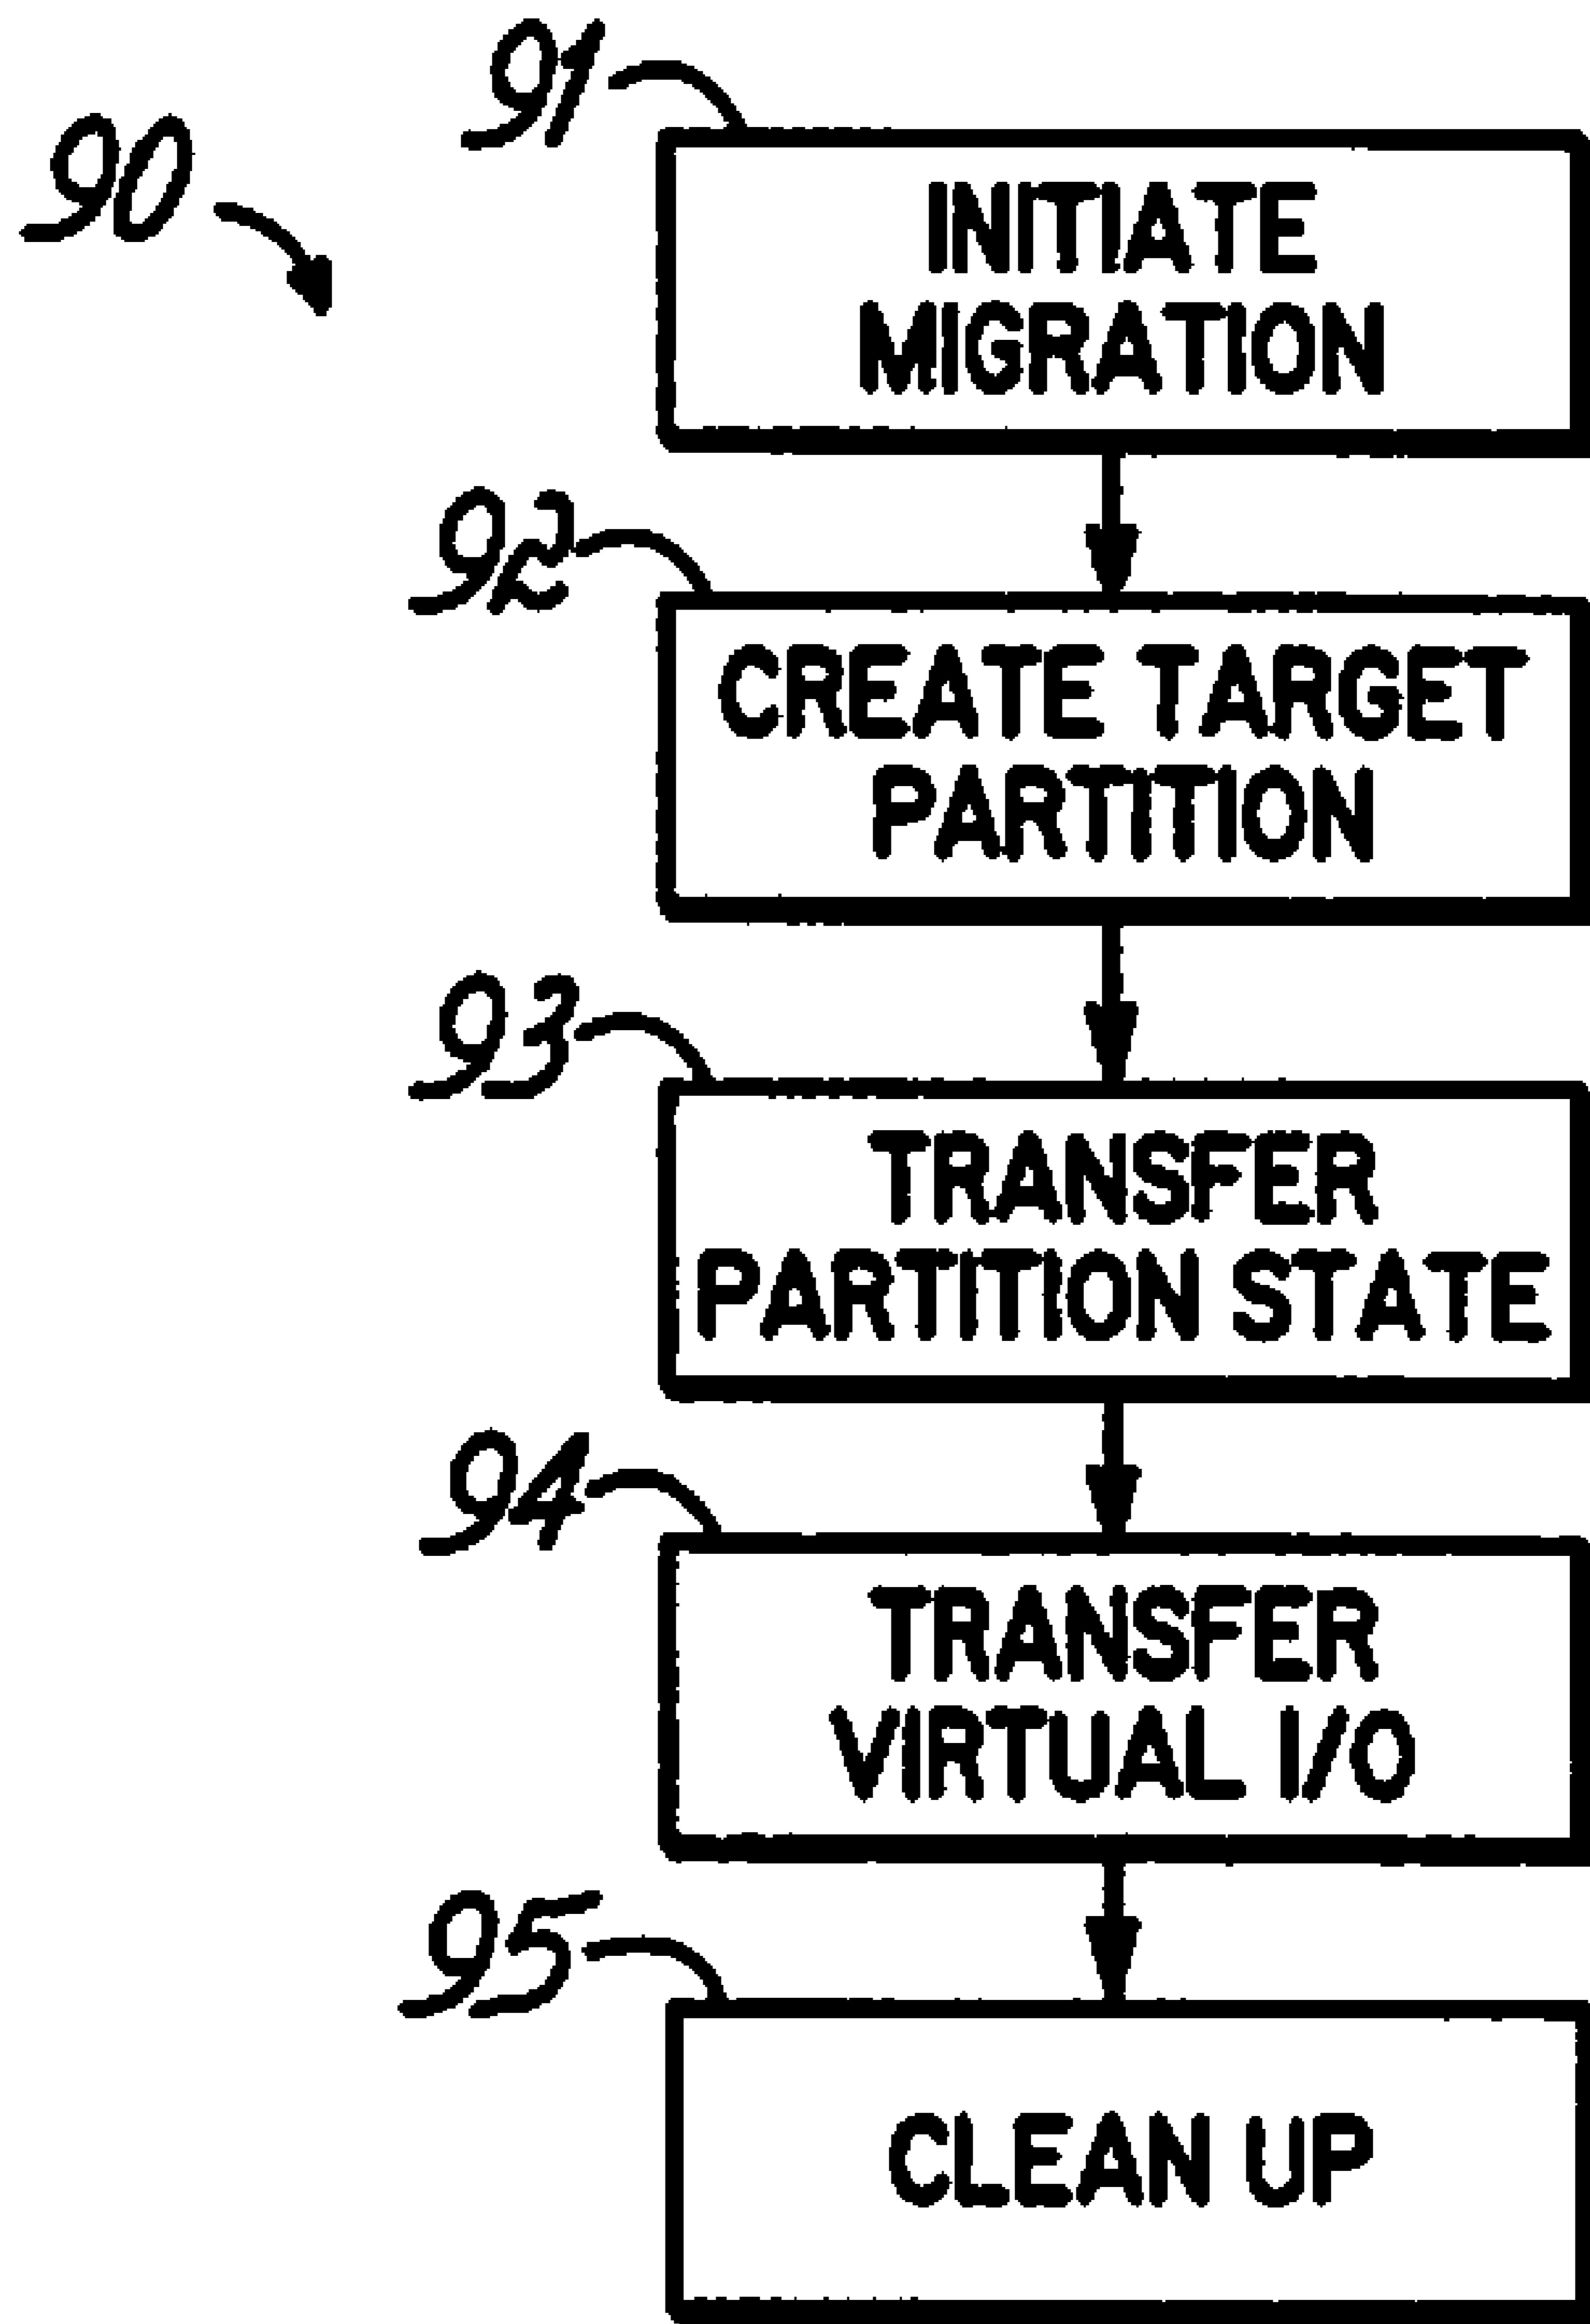 91
90
INITIATE
MIGRATION
92
CREATE TARGET
PARTITION
93
TRANSFER
PARTITION STATE
94
TRANSFER
VIRTUAL I/O
95
CLEAN UP